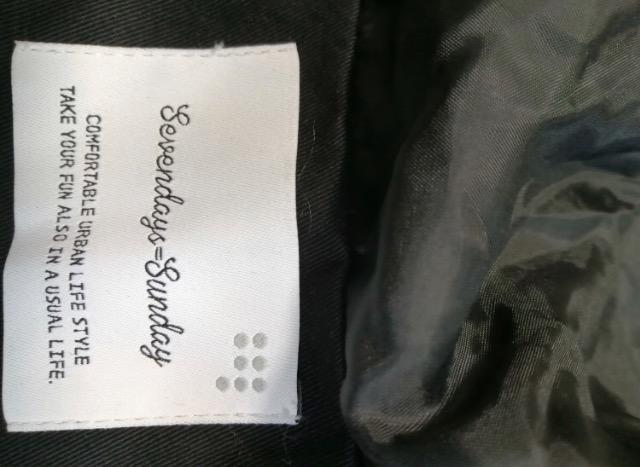 Sevendays=Sunday
COMFORTABLE URBAN LIFE STYLE
TAKE YOUR FUN ALSO IN A USUAL LIFE.